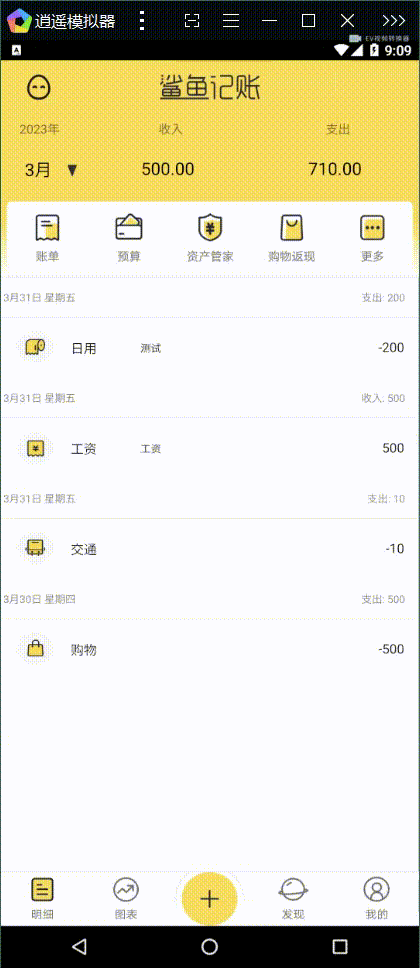 逍遥模拟器
EV视频转换器
A
9:09
鲨鱼记账
2023年 收入 支出
3月 ▼ 500.00 710.00
账单 预算 资产管家 购物返现 更多
3月31日 星期五 支出: 200
日用 测试 -200
3月31日 星期五 收入: 500
工资 工资 500
3月31日 星期五 支出: 10
交通 -10
3月30日 星期四 支出: 500
购物 -500
明细 图表 + 发现 我的